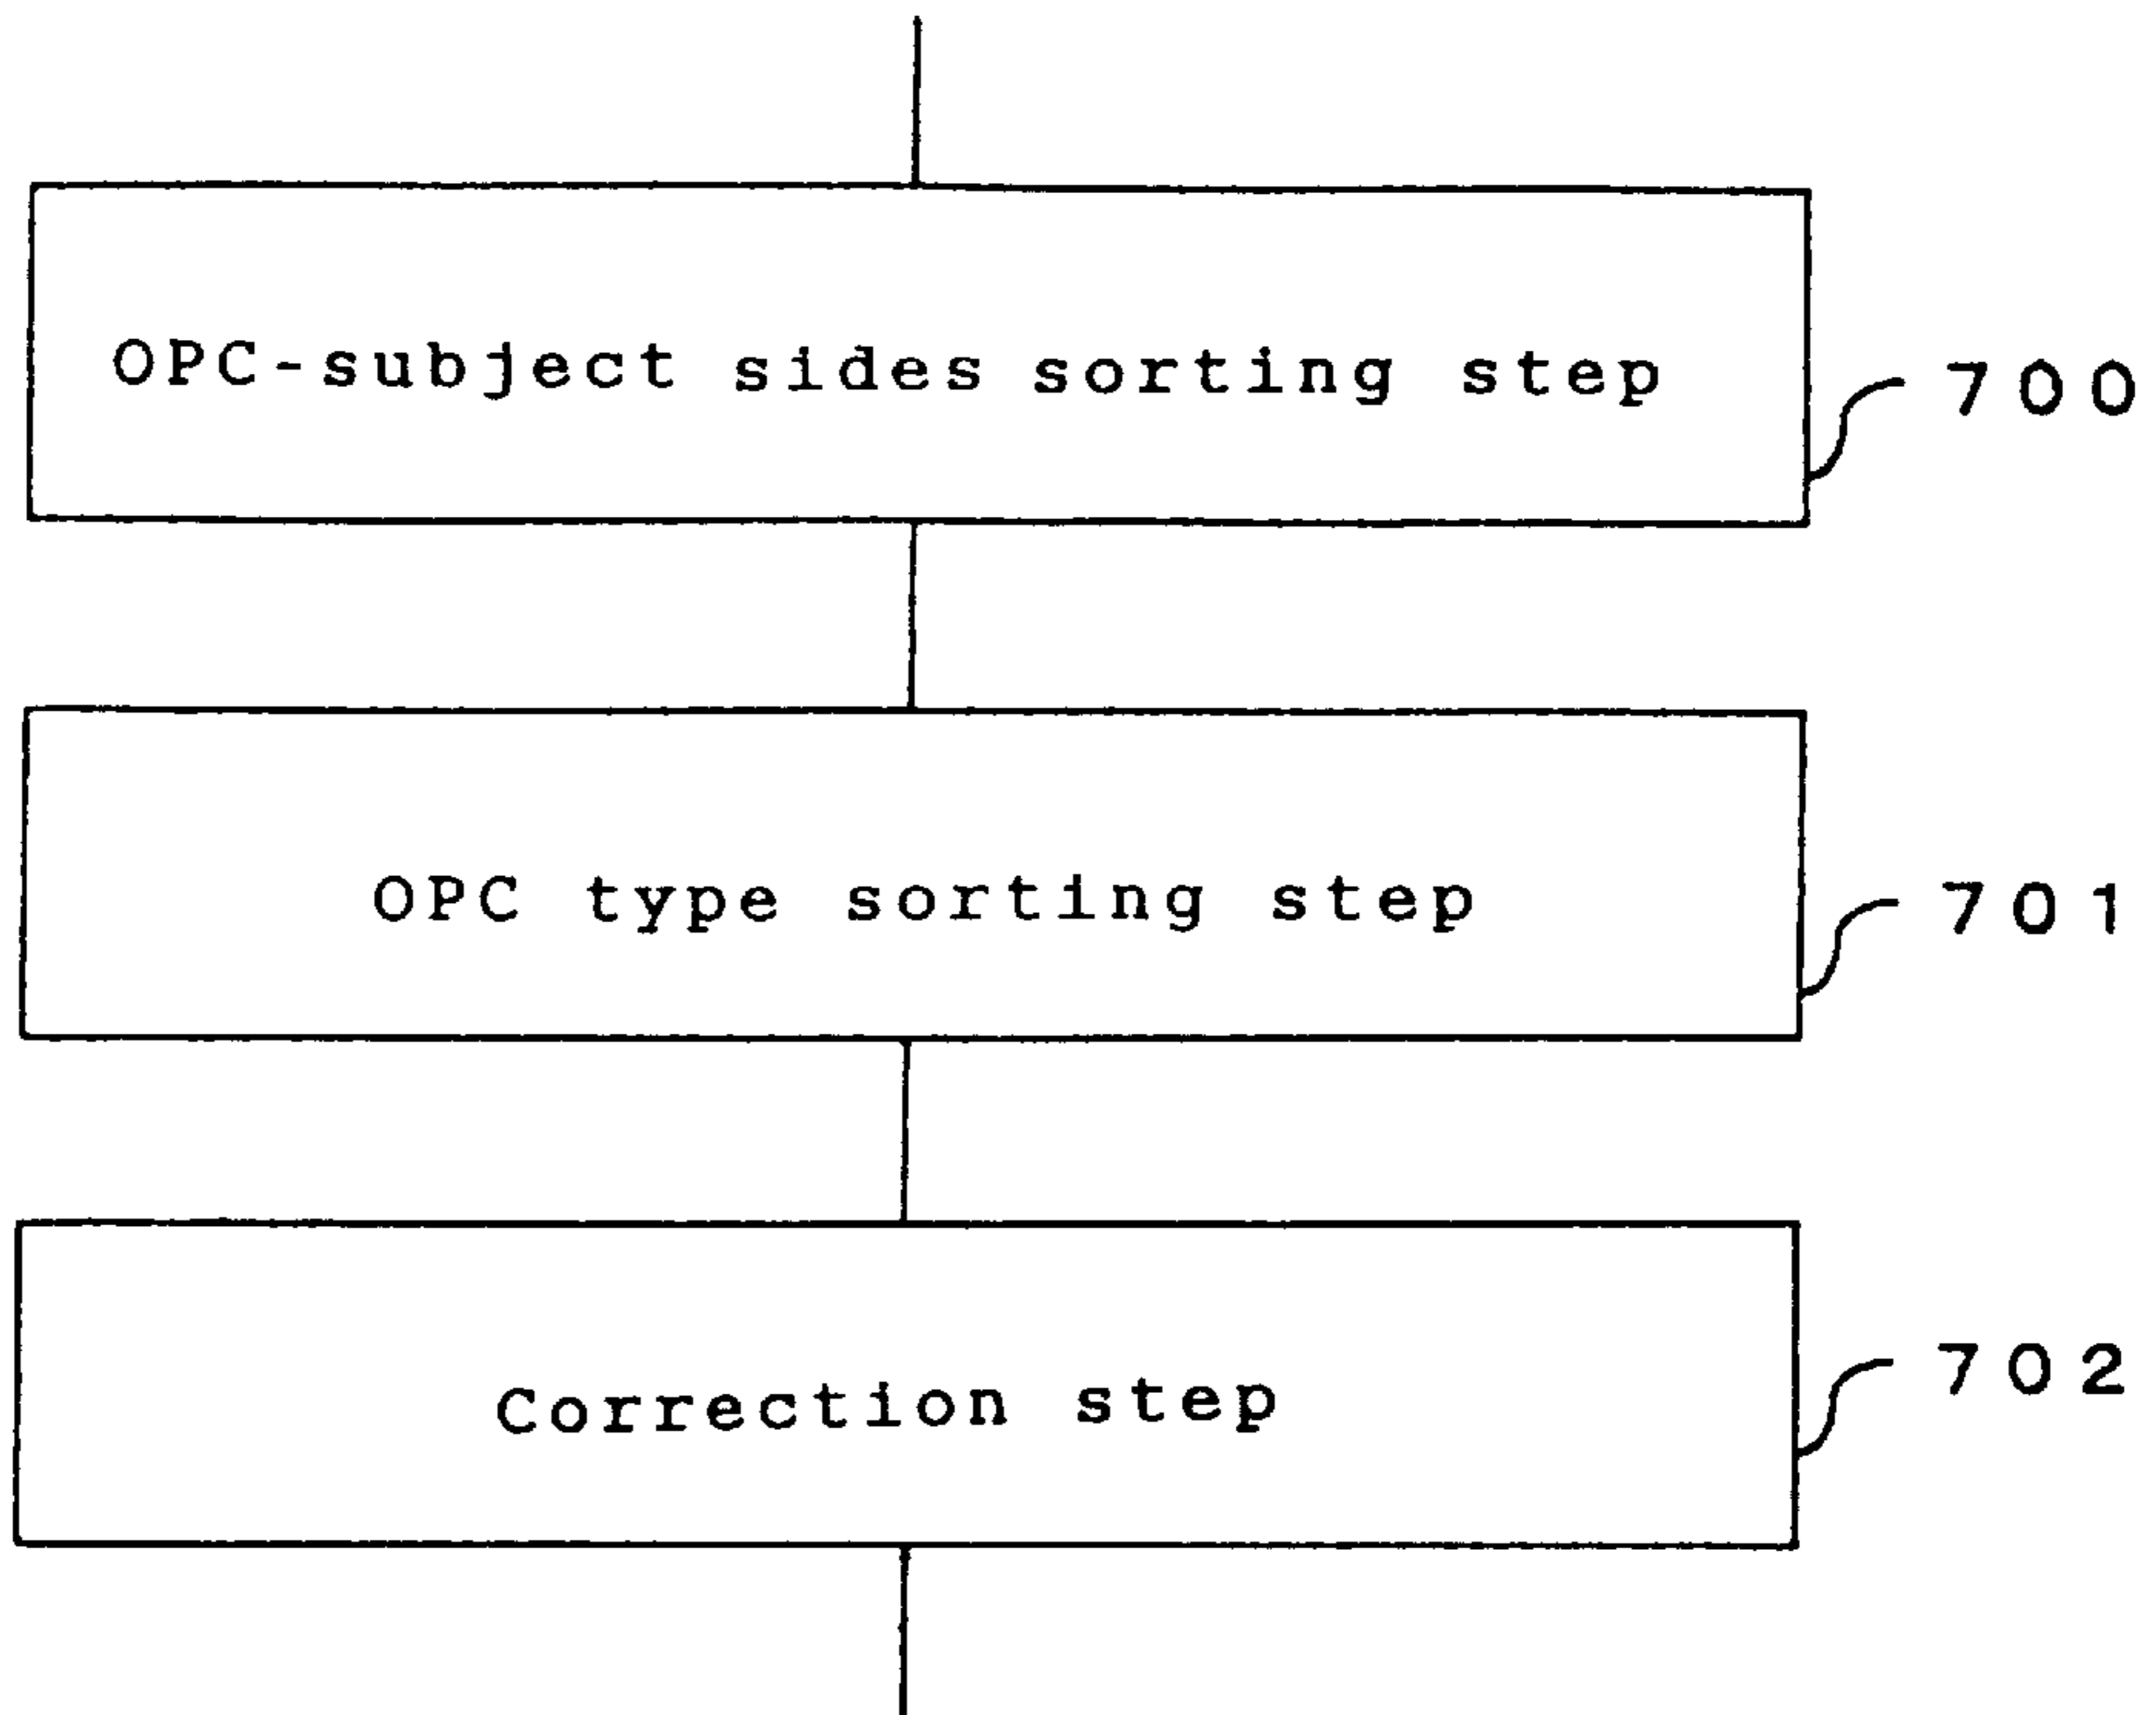 OPC-subject sides sorting step
700
OPC type sorting step
701
Correction step
702